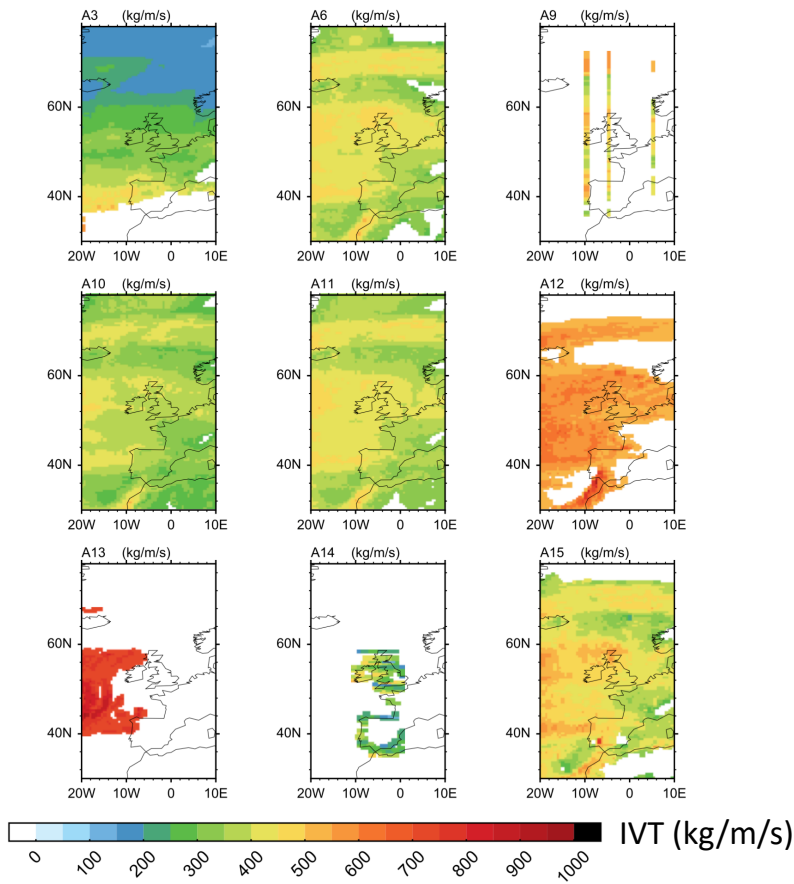 A3 (kg/m/s) A6 (kg/m/s) A9 (kg/m/s)
60N 60N 60N
40N 40N 40N
20W 10W 0 10E 20W 10W 0 10E 20W 10W 0 10E
A10 (kg/m/s) A11 (kg/m/s) A12 (kg/m/s)
60N 60N 60N
40N 40N 40N
20W 10W 0 10E 20W 10W 0 10E 20W 10W 0 10E
A13 (kg/m/s) A14 (kg/m/s) A15 (kg/m/s)
60N 60N 60N
40N 40N 40N
20W 10W 0 10E 20W 10W 0 10E 20W 10W 0 10E
IVT (kg/m/s)
0 100 200 300 400 500 600 700 800 900 1000